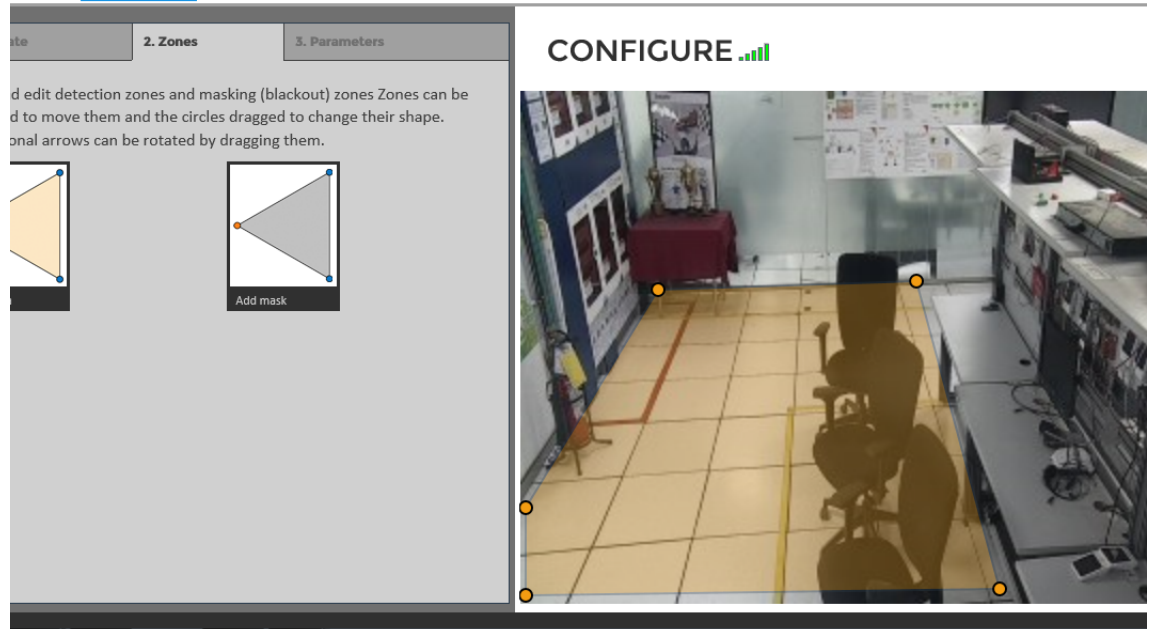 ate
2. Zones
3. Parameters
d edit detection zones and masking (blackout) zones Zones can be
d to move them and the circles dragged to change their shape.
onal arrows can be rotated by dragging them.
Add mask
CONFIGURE